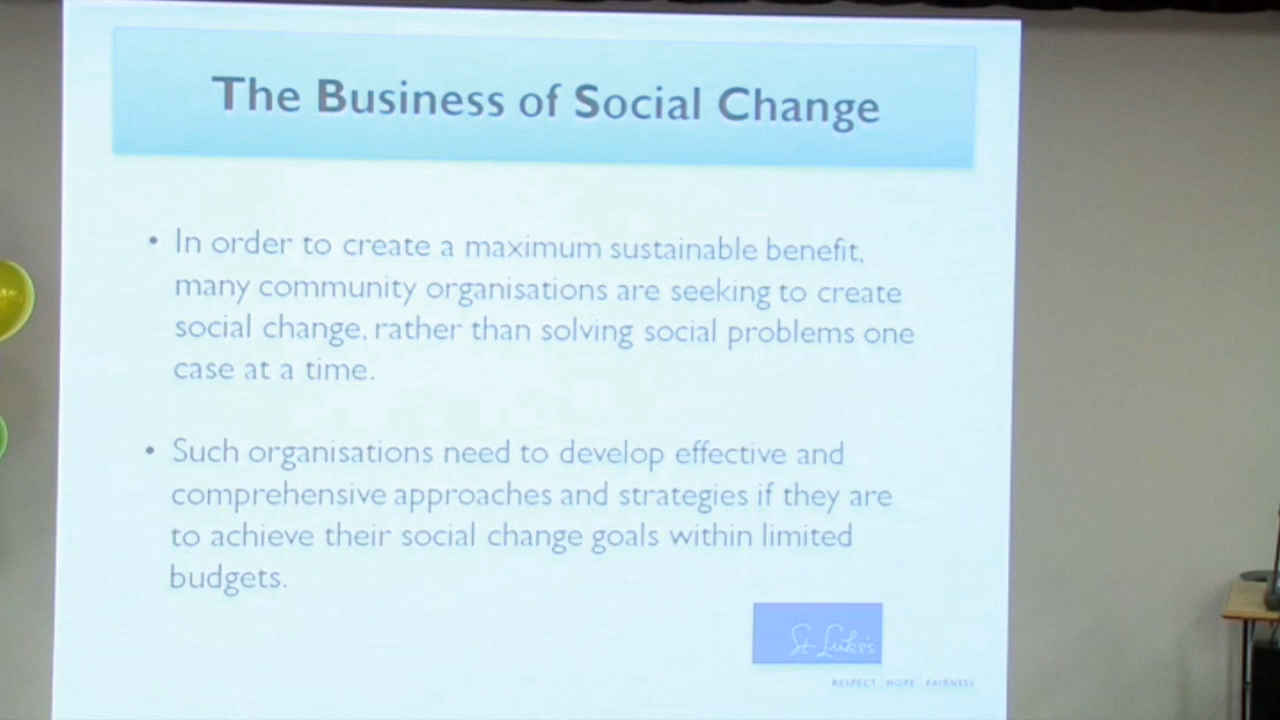 The Business of Social Change
• In order to create a maximum sustainable benefit,
many community organisations are seeking to create
social change, rather than solving social problems one
case at a time.
• Such organisations need to develop effective and
comprehensive approaches and strategies if they are
to achieve their social change goals within limited
budgets.
St Luke's
RESPECT HOPE FAIRNESS